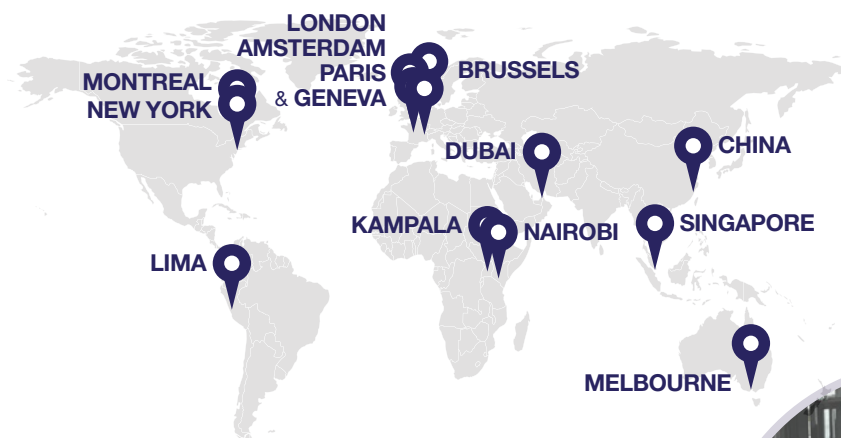 LONDON
AMSTERDAM
PARIS
& GENEVA
BRUSSELS
MONTREAL
NEW YORK
DUBAI
CHINA
KAMPALA
NAIROBI
SINGAPORE
LIMA
MELBOURNE